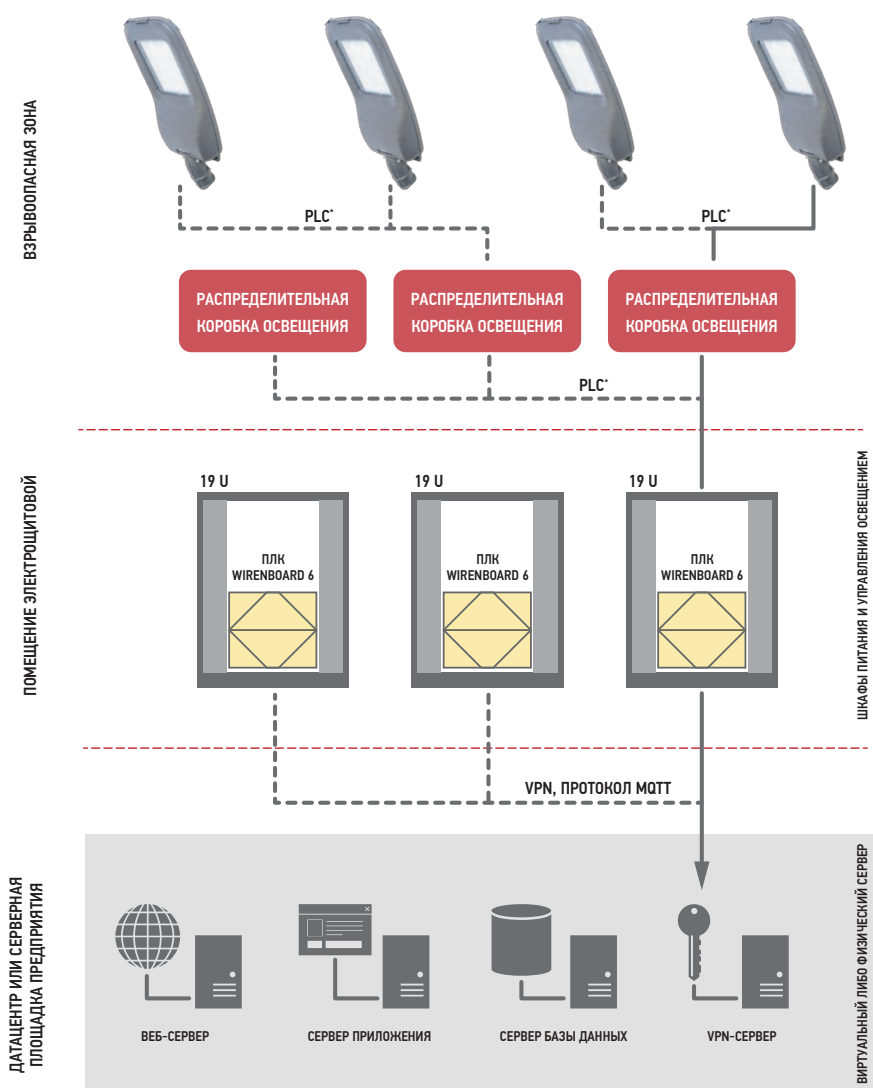 ВЗРЫВООПАСНАЯ ЗОНА
PLC*
PLC*
РАСПРЕДЕЛИТЕЛЬНАЯ
КОРОБКА ОСВЕЩЕНИЯ
РАСПРЕДЕЛИТЕЛЬНАЯ
КОРОБКА ОСВЕЩЕНИЯ
РАСПРЕДЕЛИТЕЛЬНАЯ
КОРОБКА ОСВЕЩЕНИЯ
PLC*
ПОМЕЩЕНИЕ ЭЛЕКТРОЩИТОВОЙ
19 U
19 U
19 U
ПЛК
WIRENBOARD 6
ПЛК
WIRENBOARD 6
ПЛК
WIRENBOARD 6
ШКАФЫ ПИТАНИЯ И УПРАВЛЕНИЯ ОСВЕЩЕНИЕМ
VPN, ПРОТОКОЛ MQTT
ДАТАЦЕНТР ИЛИ СЕРВЕРНАЯ
ПЛОЩАДКА ПРЕДПРИЯТИЯ
ВЕБ-СЕРВЕР
СЕРВЕР ПРИЛОЖЕНИЯ
СЕРВЕР БАЗЫ ДАННЫХ
VPN-СЕРВЕР
ВИРТУАЛЬНЫЙ ЛИБО ФИЗИЧЕСКИЙ СЕРВЕР